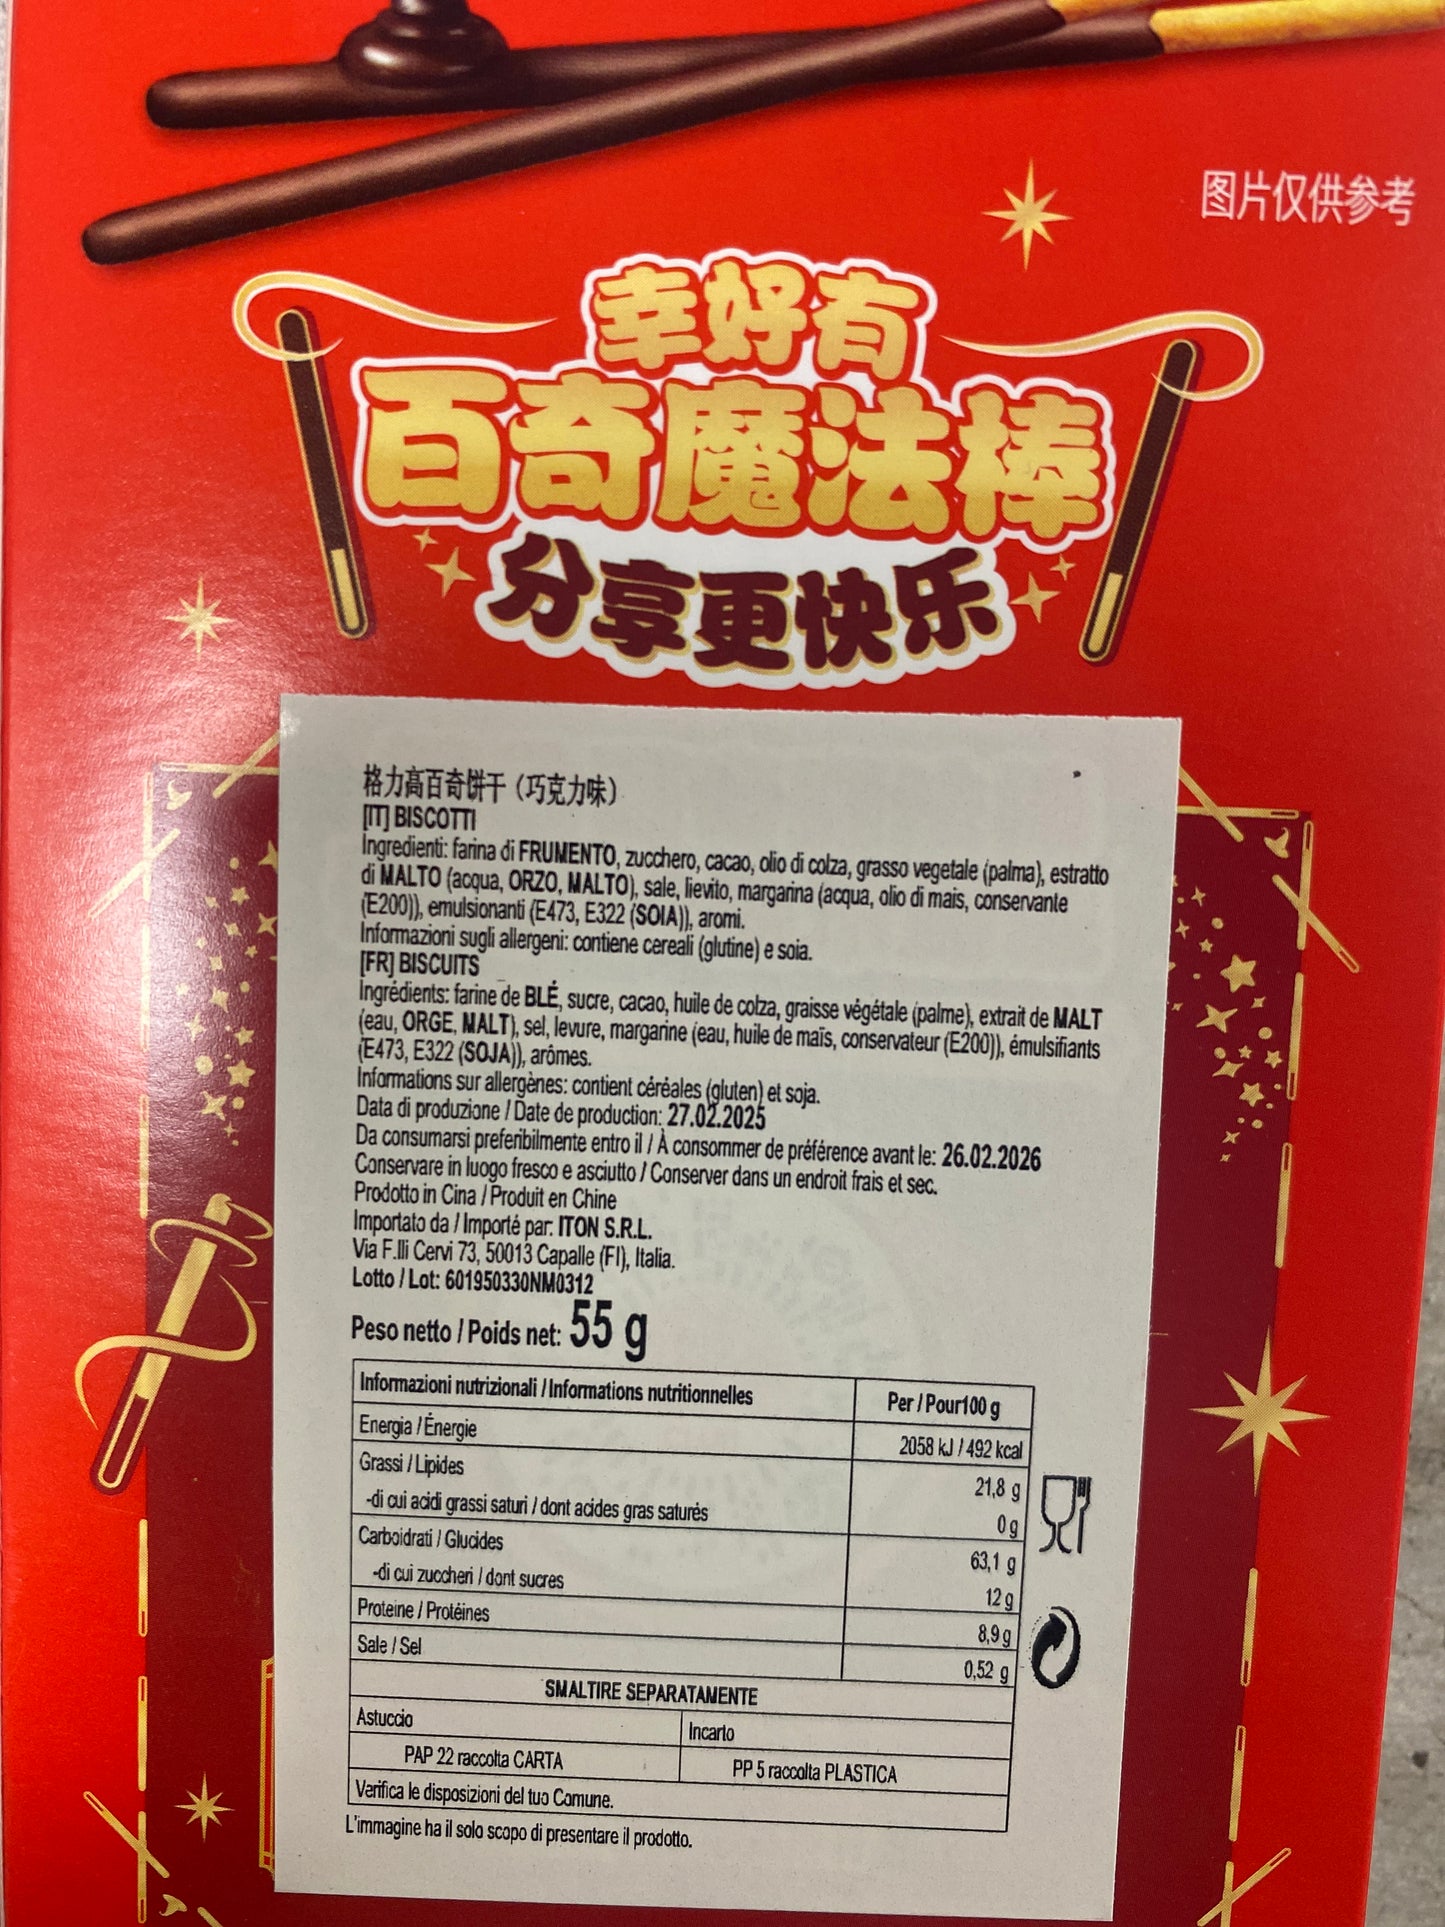 图片仅供参考
幸好有
百奇魔法棒
分享更快乐
格力高百奇饼干（巧克力味）
[IT] BISCOTTI
Ingredienti: farina di FRUMENTO, zucchero, cacao, olio di colza, grasso vegetale (palma), estratto
di MALTO (acqua, ORZO, MALTO), sale, lievito, margarina (acqua, olio di mais, conservante
(E200)), emulsionanti (E473, E322 (SOIA)), aromi.
Informazioni sugli allergeni: contiene cereali (glutine) e soia.
[FR] BISCUITS
Ingrédients: farine de BLÉ, sucre, cacao, huile de colza, graisse végétale (palme), extrait de MALT
(eau, ORGE, MALT), sel, levure, margarine (eau, huile de maïs, conservateur (E200)), émulsifiants
(E473, E322 (SOJA)), arômes.
Informations sur allergènes: contient céréales (gluten) et soja.
Data di produzione / Date de production: 27.02.2025
Da consumarsi preferibilmente entro il / À consommer de préférence avant le: 26.02.2026
Conservare in luogo fresco e asciutto / Conserver dans un endroit frais et sec.
Prodotto in Cina / Produit en Chine
Importato da / Importé par: ITON S.R.L.
Via F.lli Cervi 73, 50013 Capalle (FI), Italia.
Lotto / Lot: 601950330NM0312
Peso netto / Poids net: 55 g
Informazioni nutrizionali / Informations nutritionnelles Per / Pour100 g
Energia / Énergie 2058 kJ / 492 kcal
Grassi / Lipides 21,8 g
-di cui acidi grassi saturi / dont acides gras saturés 0 g
Carboidrati / Glucides 63,1 g
-di cui zuccheri / dont sucres 12 g
Proteine / Protéines 8,9 g
Sale / Sel 0,52 g
SMALTIRE SEPARATAMENTE
Astuccio Incarto
PAP 22 raccolta CARTA PP 5 raccolta PLASTICA
Verifica le disposizioni del tuo Comune.
L'immagine ha il solo scopo di presentare il prodotto.